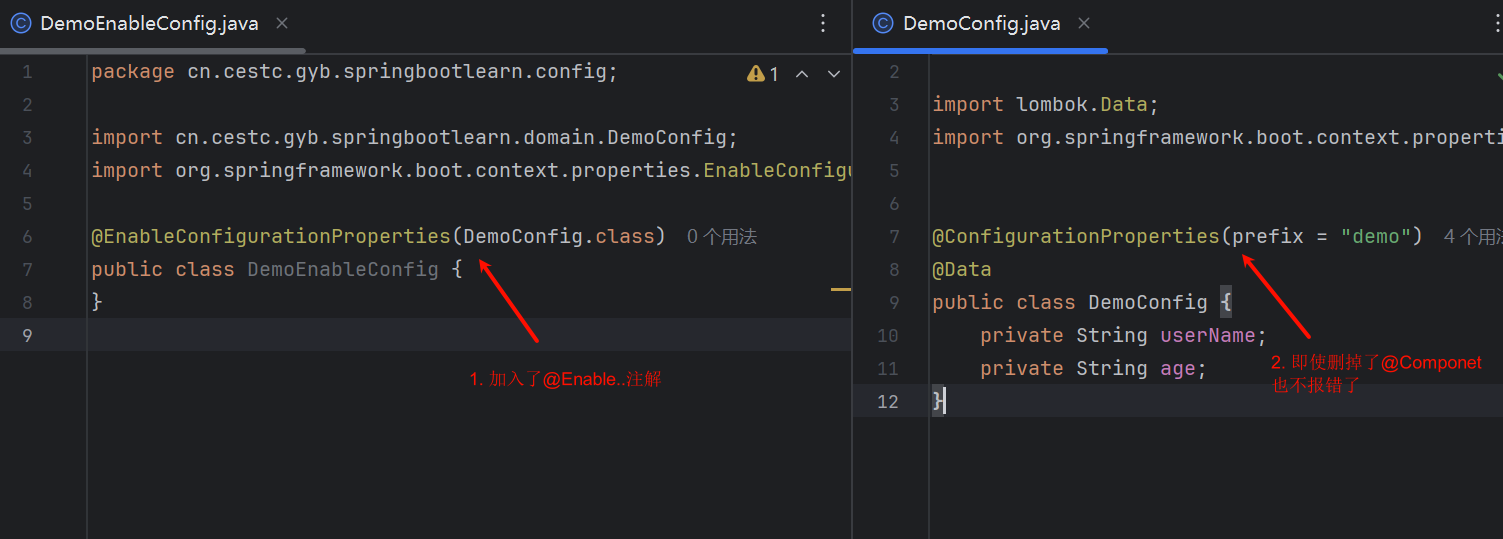 DemoEnableConfig.java
1 package cn.cestc.gyb.springbootlearn.config;
1
2
3 import cn.cestc.gyb.springbootlearn.domain.DemoConfig;
4 import org.springframework.boot.context.properties.EnableConfigu
5
6 @EnableConfigurationProperties(DemoConfig.class) 0 个用法
7 public class DemoEnableConfig {
8 }
9
1. 加入了@Enable..注解
DemoConfig.java
2
3 import lombok.Data;
4 import org.springframework.boot.context.properti
5
6
7 @ConfigurationProperties(prefix = "demo") 4 个用法
8 @Data
9 public class DemoConfig {
10 private String userName;
11 private String age;
12 }
2. 即使删掉了@Componet
也不报错了